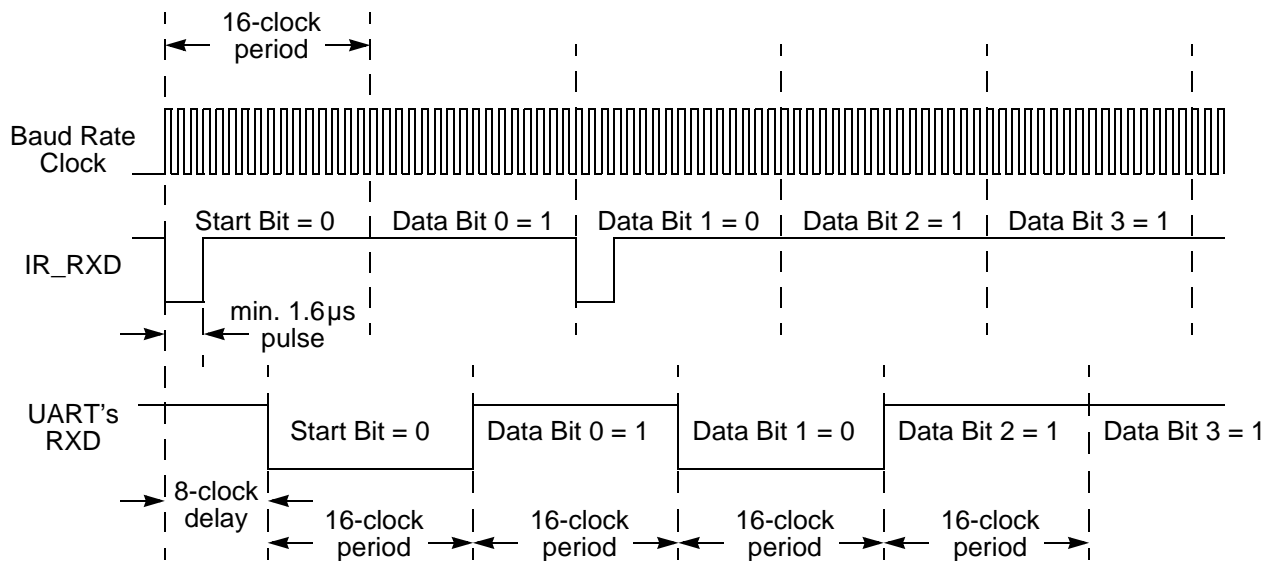 16-clock
period
Baud Rate
Clock
Start Bit = 0
Data Bit 0 = 1
Data Bit 1 = 0
Data Bit 2 = 1
Data Bit 3 = 1
IR_RXD
min. 1.6µs
pulse
UART's
RXD
Start Bit = 0
Data Bit 0 = 1
Data Bit 1 = 0
Data Bit 2 = 1
Data Bit 3 = 1
8-clock
delay
16-clock
period
16-clock
period
16-clock
period
16-clock
period